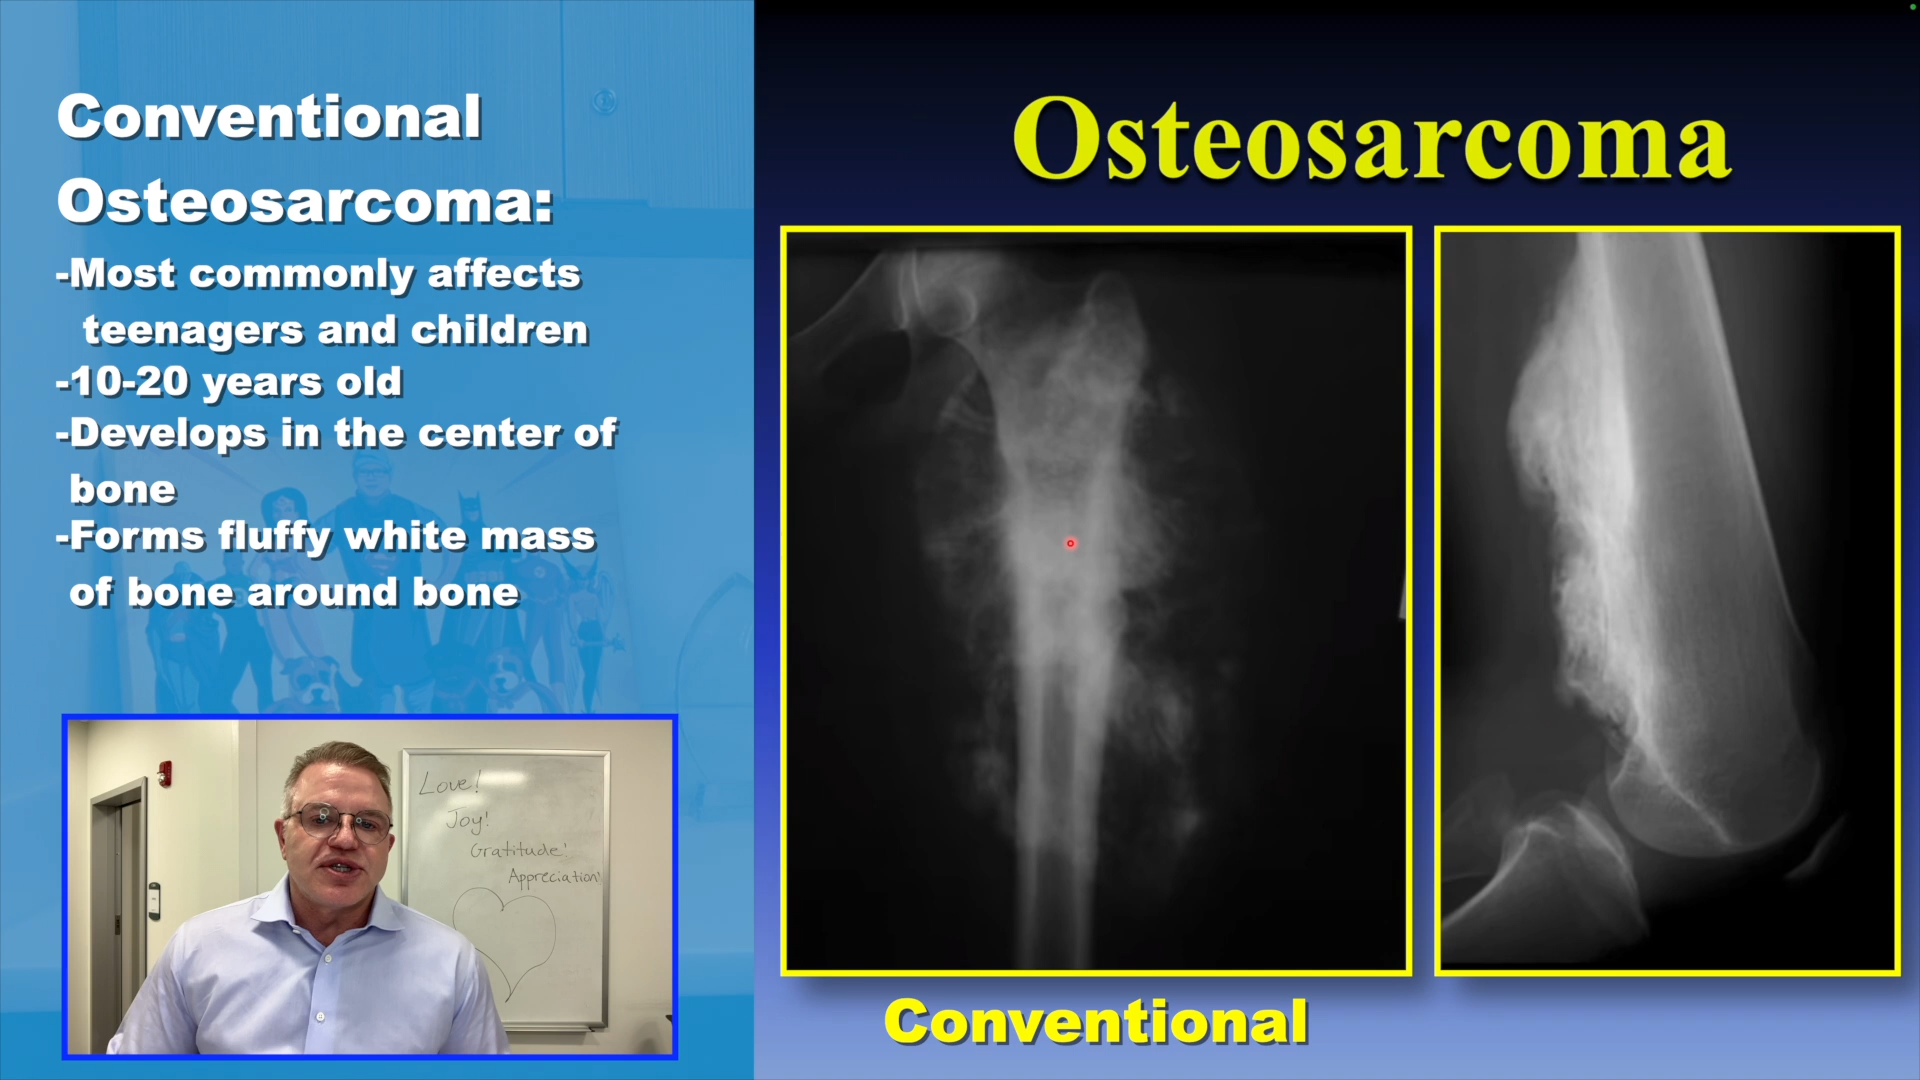 Conventional
Osteosarcoma:
-Most commonly affects
teenagers and children
-10-20 years old
-Develops in the center of
bone
-Forms fluffy white mass
of bone around bone
Love!
Joy!
Gratitude!
Appreciation!
Osteosarcoma
Conventional